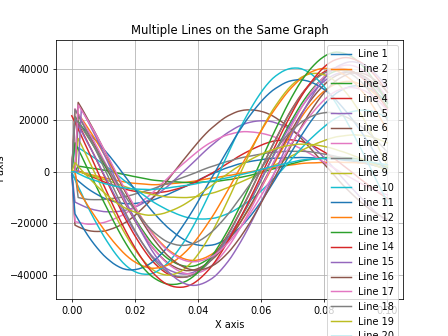 Multiple Lines on the Same Graph
40000
20000
0
−20000
−40000
0.00
0.02
0.04
0.06
X axis
Line 1
Line 2
Line 3
Line 4
Line 5
Line 6
Line 7
Line 8
Line 9
Line 10
Line 11
Line 12
Line 13
Line 14
Line 15
Line 16
Line 17
Line 18
Line 19